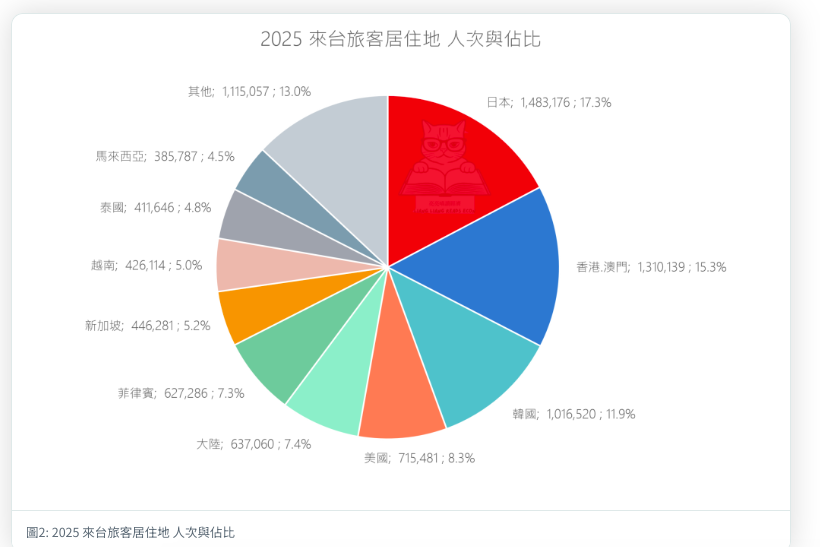 2025 來台旅客居住地 人次與佔比
其他; 1,115,057 ; 13.0%
日本; 1,483,176 ; 17.3%
馬來西亞; 385,787 ; 4.5%
泰國; 411,646 ; 4.8%
越南; 426,114 ; 5.0%
香港.澳門; 1,310,139 ; 15.3%
新加坡; 446,281 ; 5.2%
菲律賓; 627,286 ; 7.3%
韓國; 1,016,520 ; 11.9%
大陸; 637,060 ; 7.4%
美國; 715,481 ; 8.3%
圖2: 2025 來台旅客居住地 人次與佔比